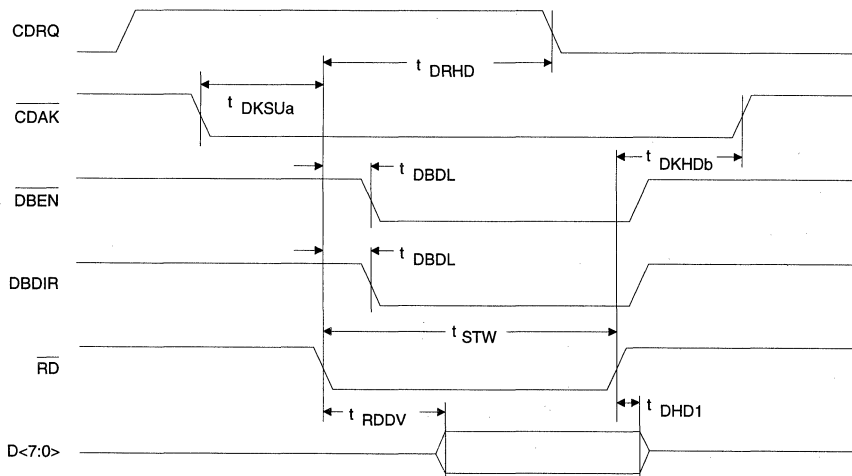 CDRQ
t DRHD
t DKSUa
CDAK
t DKHDb
t DBDL
DBEN
t DBDL
DBDIR
t STW
RD
t RDDV
t DHD1
D<7:0>